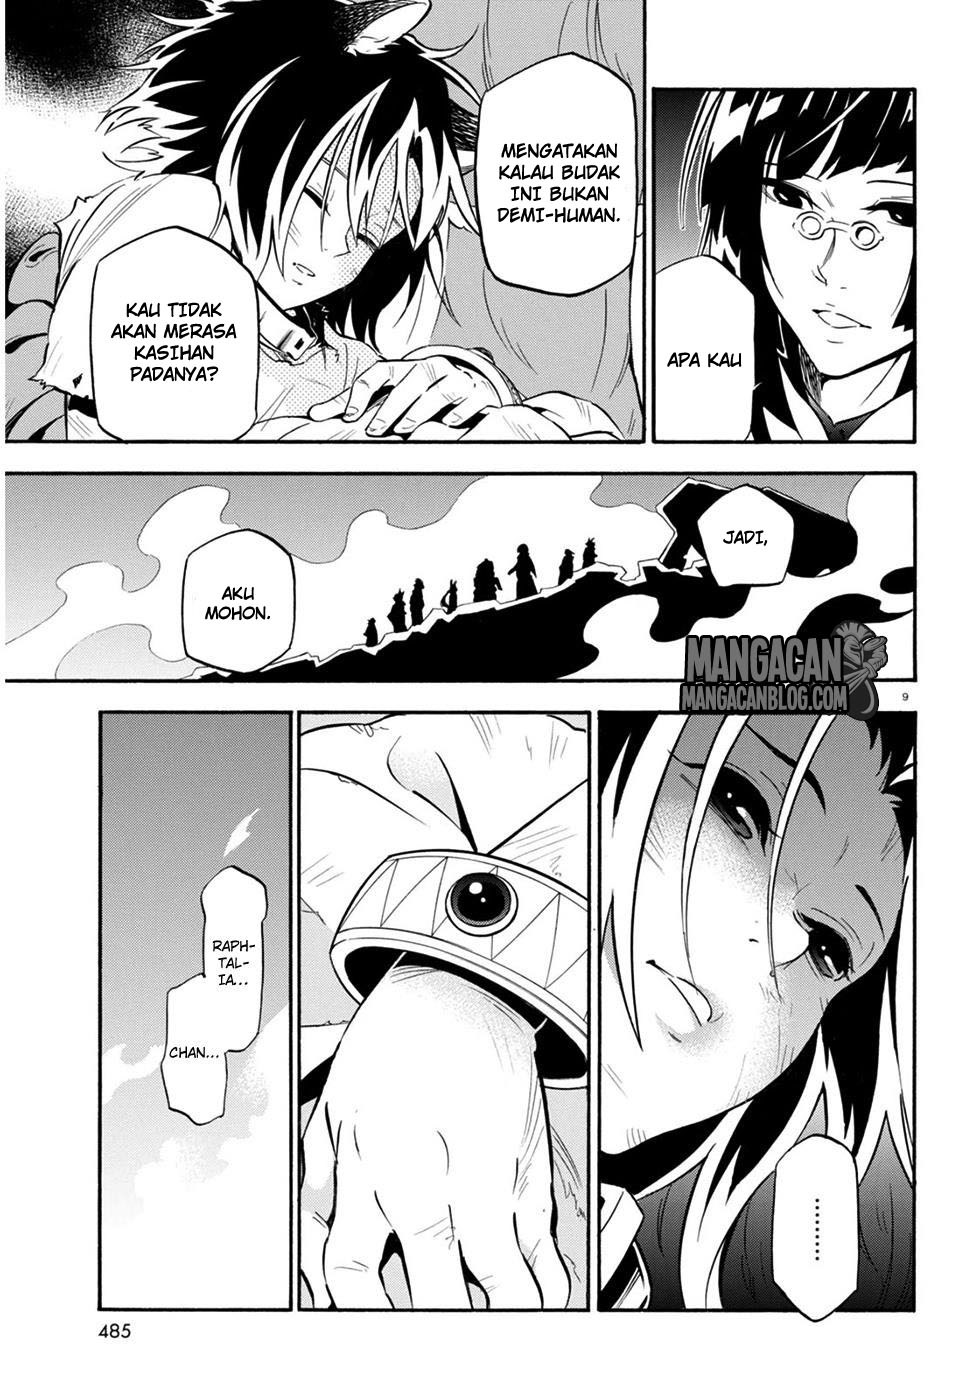 APA KAU
MENGATAKAN
KALAU BUDAK
INI BUKAN
DEMI-HUMAN.
KAU TIDAK
AKAN MERASA
KASIHAN
PADANYA?
JADI,
AKU
MOHON.
MANGACAN
MANGACANBLOG.COM
9
..........
RAPH-
TAL-
IA...
CHAN...
485